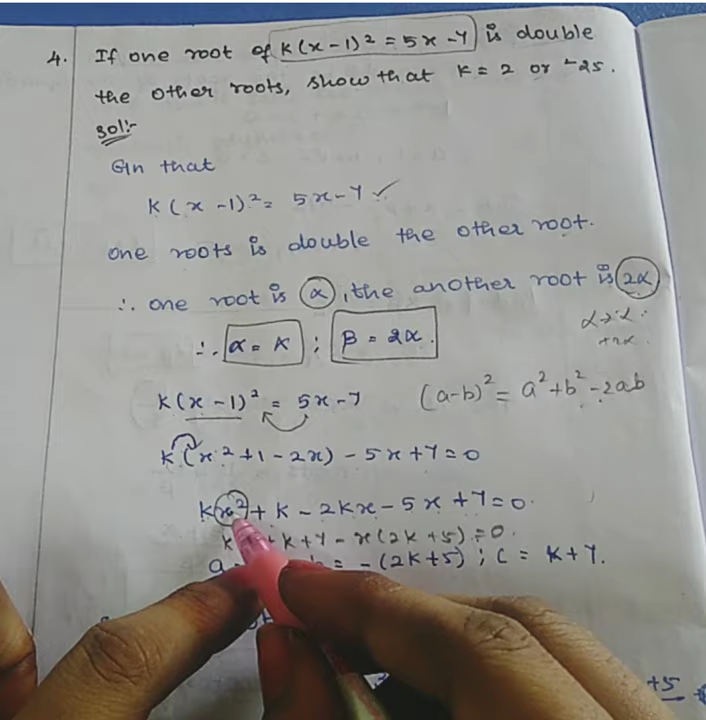 4. If one root of k(x-1)² = 5x-7 is double
the other roots, show that k = 2 or -25.
sol:-
Gn that
k(x-1)² = 5x-7 ✓
one roots is double the other root.
∴ one root is α, the another root is 2α
α→α.
∴ α = α ; β = 2α.
k(x-1)² = 5x-7 (a-b)² = a²+b²-2ab
k(x²+1-2x) - 5x+7=0
kx² + k - 2kx - 5x +7=0.
k+7 - x(2k+5) = 0.
a = -(2k+5) ; c = k+7.
+5